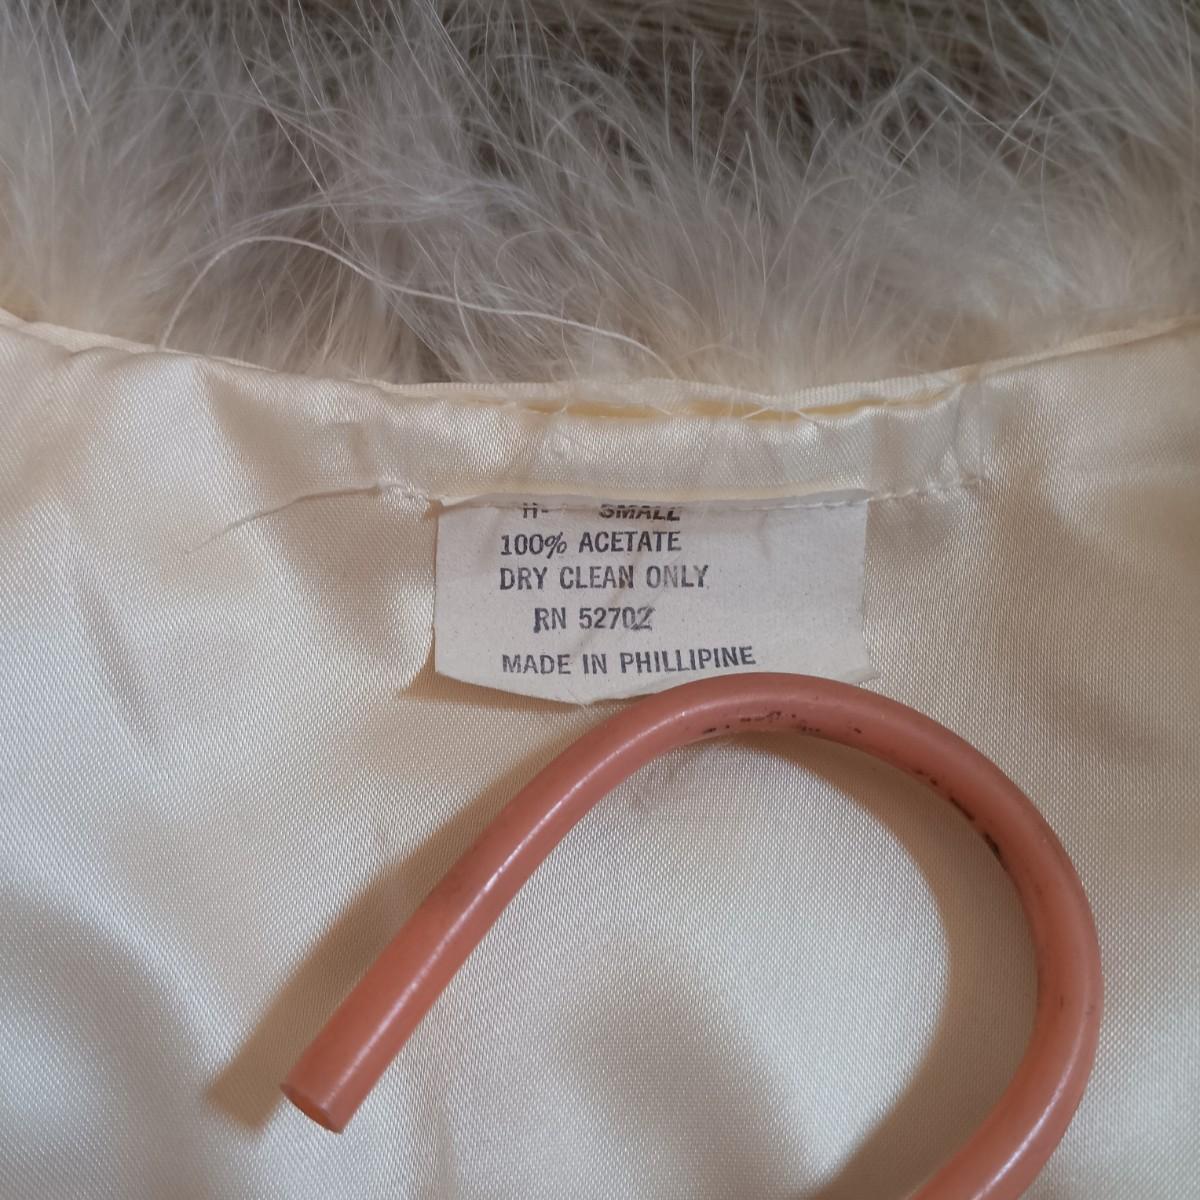 H- SMALL
100% ACETATE
DRY CLEAN ONLY
RN 52702
MADE IN PHILLIPINE